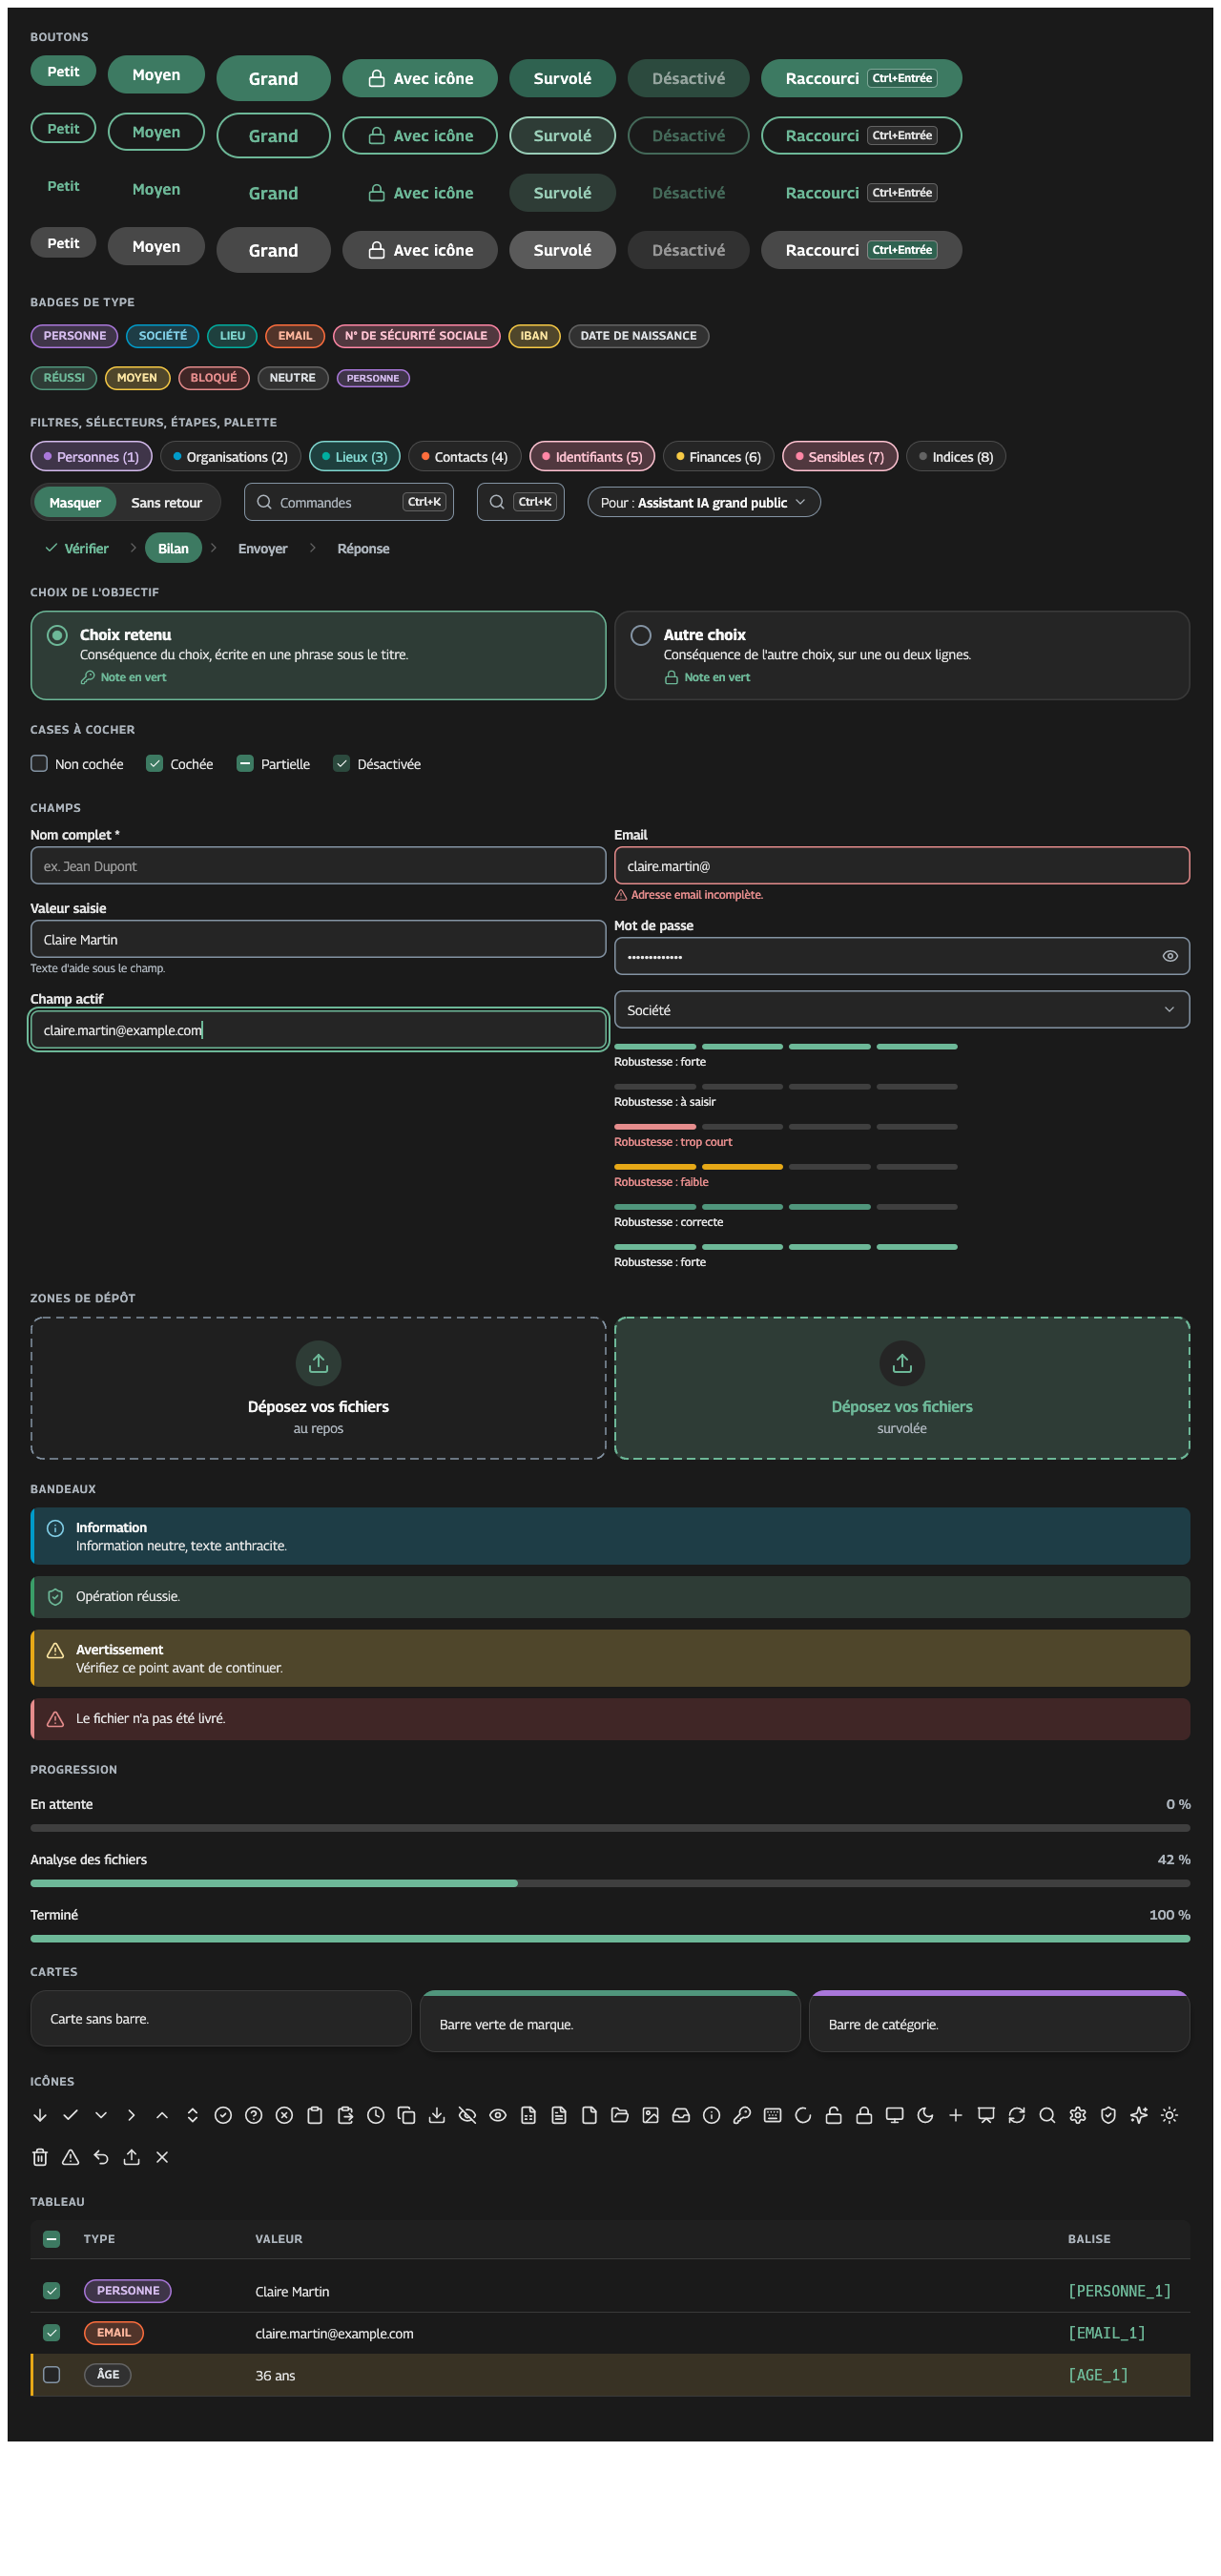 BOUTONS
Petit Moyen Grand Avec icône Survolé Désactivé Raccourci Ctrl+Entrée
Petit Moyen Grand Avec icône Survolé Désactivé Raccourci Ctrl+Entrée
Petit Moyen Grand Avec icône Survolé Désactivé Raccourci Ctrl+Entrée
Petit Moyen Grand Avec icône Survolé Désactivé Raccourci Ctrl+Entrée
BADGES DE TYPE
PERSONNE SOCIÉTÉ LIEU EMAIL N° DE SÉCURITÉ SOCIALE IBAN DATE DE NAISSANCE
RÉUSSI MOYEN BLOQUÉ NEUTRE PERSONNE
FILTRES, SÉLECTEURS, ÉTAPES, PALETTE
Personnes (1) Organisations (2) Lieux (3) Contacts (4) Identifiants (5) Finances (6) Sensibles (7) Indices (8)
Masquer Sans retour Commandes Ctrl+K Ctrl+K Pour : Assistant IA grand public
Vérifier Bilan Envoyer Réponse
CHOIX DE L'OBJECTIF
Choix retenu
Conséquence du choix, écrite en une phrase sous le titre.
Note en vert
Autre choix
Conséquence de l'autre choix, sur une ou deux lignes.
Note en vert
CASES À COCHER
Non cochée Cochée Partielle Désactivée
CHAMPS
Nom complet *
ex. Jean Dupont
Valeur saisie
Claire Martin
Texte d'aide sous le champ.
Champ actif
claire.martin@example.com
Email
claire.martin@
Adresse email incomplète.
Mot de passe
•••••••••••••
Société
Robustesse : forte
Robustesse : à saisir
Robustesse : trop court
Robustesse : faible
Robustesse : correcte
Robustesse : forte
ZONES DE DÉPÔT
Déposez vos fichiers
au repos
Déposez vos fichiers
survolée
BANDEAUX
Information
Information neutre, texte anthracite.
Opération réussie.
Avertissement
Vérifiez ce point avant de continuer.
Le fichier n'a pas été livré.
PROGRESSION
En attente 0 %
Analyse des fichiers 42 %
Terminé 100 %
CARTES
Carte sans barre.
Barre verte de marque.
Barre de catégorie.
ICÔNES
TABLEAU
TYPE VALEUR BALISE
PERSONNE Claire Martin [PERSONNE_1]
EMAIL claire.martin@example.com [EMAIL_1]
ÂGE 36 ans [AGE_1]